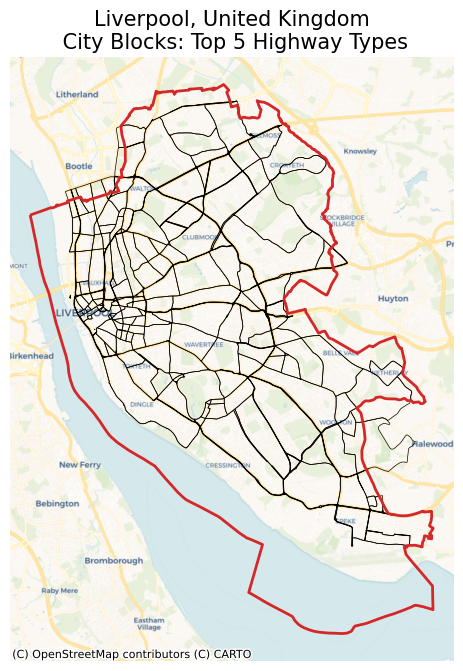 Liverpool, United Kingdom
City Blocks: Top 5 Highway Types
Litherland
Bootle
Knowsley
CROXTETH
WALTON
STOCKBRIDGE
VILLAGE
CLUBMOOR
Huyton
LIVERPOOL
Birkenhead
WAVERTREE
BELLE VALE
NETHERLEY
TOXTETH
DINGLE
WOOLTON
Halewood
CRESSINGTON
New Ferry
Bebington
SPEKE
Bromborough
Raby Mere
Eastham
Village
(C) OpenStreetMap contributors (C) CARTO